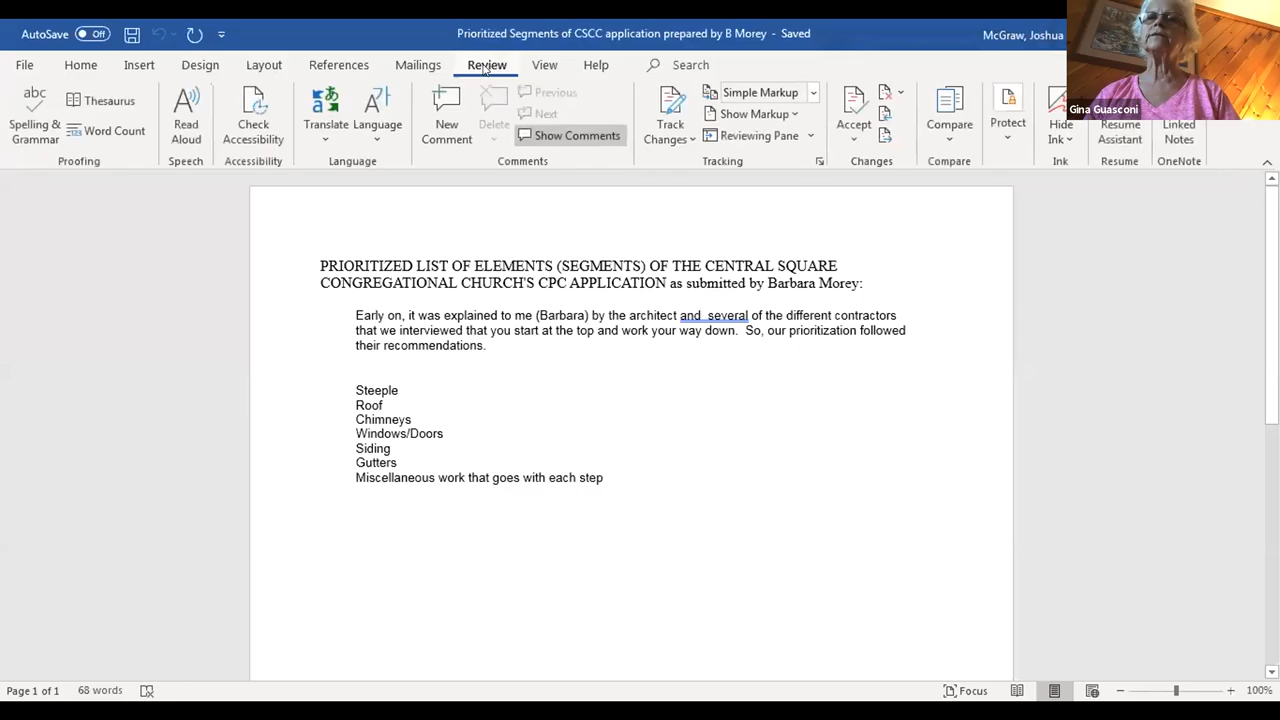 AutoSave Off
Prioritized Segments of CSCC application prepared by B Morey - Saved
McGraw, Joshua
File Home Insert Design Layout References Mailings Review View Help Search
Gina Guasconi
abc
Spelling & Grammar
Thesaurus
Word Count
Proofing
Read Aloud
Speech
Check Accessibility
Accessibility
Translate
Language
Language
New Comment
Delete
Previous
Next
Show Comments
Comments
Track Changes
Simple Markup
Show Markup
Reviewing Pane
Tracking
Accept
Changes
Compare
Compare
Protect
Hide Ink
Ink
Resume Assistant
Resume
Linked Notes
OneNote
PRIORITIZED LIST OF ELEMENTS (SEGMENTS) OF THE CENTRAL SQUARE
CONGREGATIONAL CHURCH'S CPC APPLICATION as submitted by Barbara Morey:
Early on, it was explained to me (Barbara) by the architect and  several of the different contractors
that we interviewed that you start at the top and work your way down.  So, our prioritization followed
their recommendations.
Steeple
Roof
Chimneys
Windows/Doors
Siding
Gutters
Miscellaneous work that goes with each step
Page 1 of 1 68 words
Focus
100%